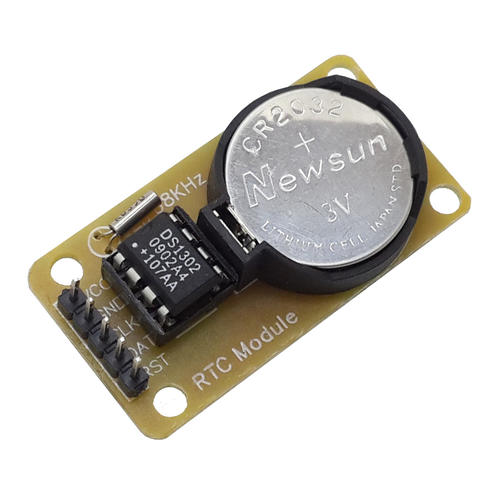 CR2032
+
Newsun
3V
LITHIUM CELL JAPAN STD
8KHz
DS1302
0902A4
+107AA
VCC
GND
CLK
DAT
RST
RTC Module